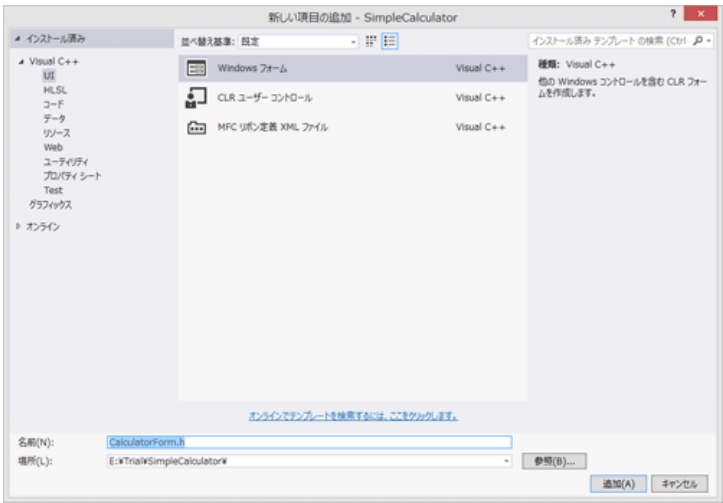 新しい項目の追加 - SimpleCalculator
? ×
インストール済み
並べ替え基準: 既定
インストール済み テンプレート の検索 (Ctrl
Visual C++
UI
HLSL
コード
データ
リソース
Web
ユーティリティ
プロパティ シート
Test
グラフィックス
オンライン
Windows フォーム Visual C++
CLR ユーザー コントロール Visual C++
MFC リボン定義 XML ファイル Visual C++
種類: Visual C++
他の Windows コントロールを含む CLR フォー
ムを作成します。
オンラインでテンプレートを検索するには、ここをクリックします。
名前(N): CalculatorForm.h
場所(L): E:¥Trial¥SimpleCalculator¥
参照(B)...
追加(A) キャンセル